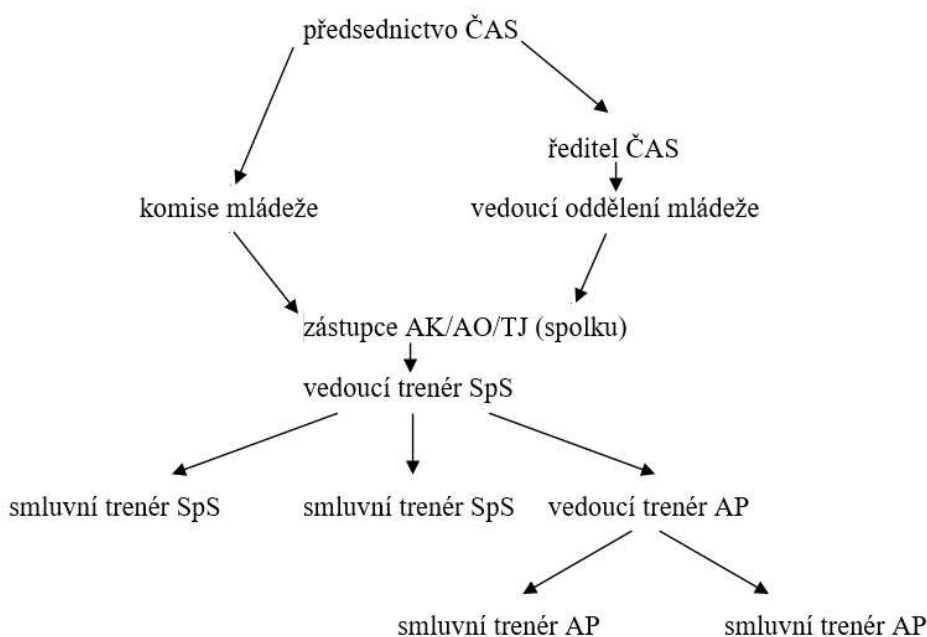 předsednictvo ČAS
ředitel ČAS
komise mládeže vedoucí oddělení mládeže
zástupce AK/AO/TJ (spolku)
vedoucí trenér SpS
smluvní trenér SpS smluvní trenér SpS vedoucí trenér AP
smluvní trenér AP smluvní trenér AP